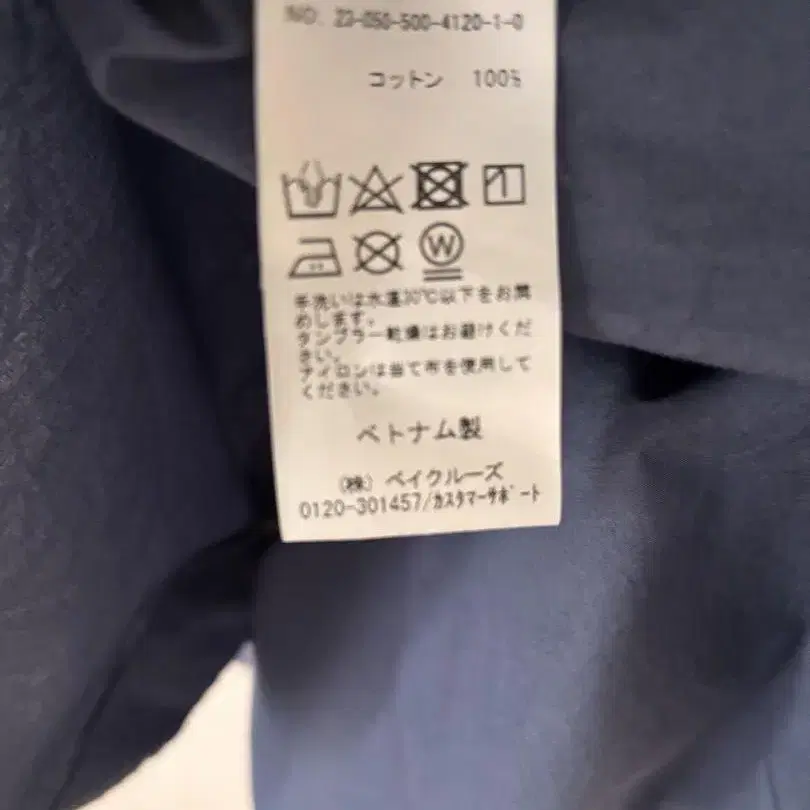 NO. 23-050-500-4120-1-0
コットン 100%
W
手洗いは水温30℃以下をお薦
めします。
タンブラー乾燥はお避けくだ
さい。
アイロンは当て布を使用して
ください。
ベトナム製
(株) ベイクルーズ
0120-301457/ｶｽﾀﾏｰｻﾎﾟｰﾄ